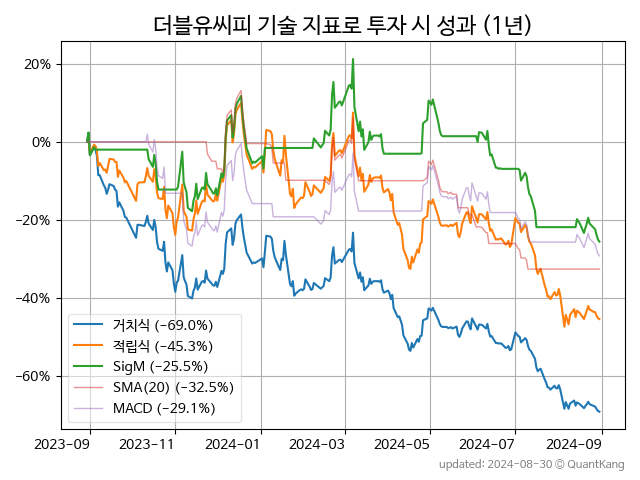 더블유씨피 기술 지표로 투자 시 성과 (1년)
20%
0%
−20%
−40%
−60%
거치식 (−69.0%)
적립식 (−45.3%)
SigM (−25.5%)
SMA(20) (−32.5%)
MACD (−29.1%)
2023−09 2023−11 2024−01 2024−03 2024−05 2024−07 2024−09
updated: 2024-08-30 © QuantKang